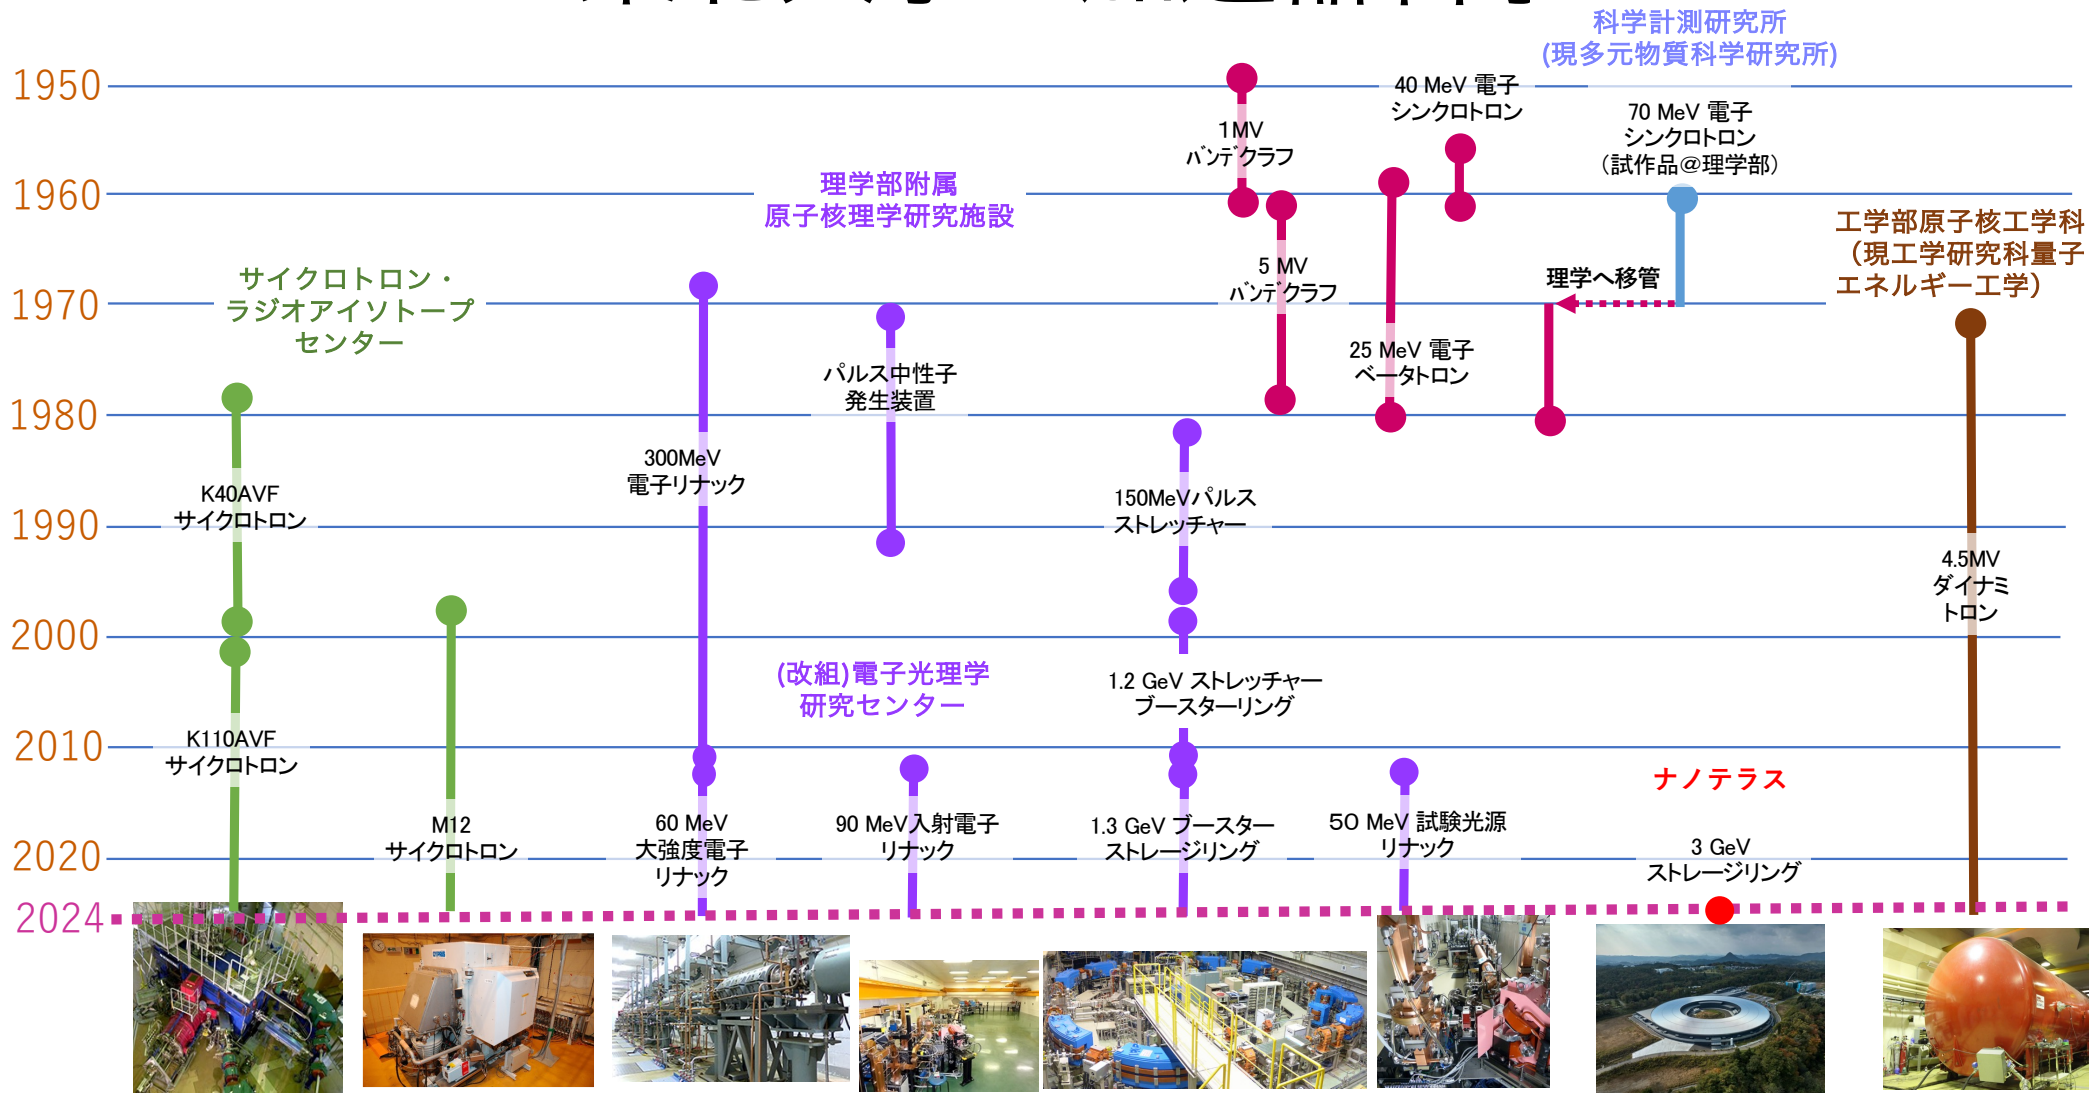 科学計測研究所
(現多元物質科学研究所)
1950
40 MeV 電子
シンクロトロン
70 MeV 電子
シンクロトロン
(試作品@理学部)
1MV
バンデクラフ
1960
理学部附属
原子核理学研究施設
工学部原子核工学科
(現工学研究科量子
エネルギー工学)
サイクロトロン・
ラジオアイソトープ
センター
5 MV
バンデクラフ
理学へ移管
1970
25 MeV 電子
ベータトロン
パルス中性子
発生装置
1980
300MeV
電子リナック
K40AVF
サイクロトロン
150MeVパルス
ストレッチャー
1990
4.5MV
ダイナミ
トロン
2000
(改組)電子光理学
研究センター
1.2 GeV ストレッチャー
ブースターリング
2010
K110AVF
サイクロトロン
ナノテラス
M12
サイクロトロン
60 MeV
大強度電子
リナック
90 MeV入射電子
リナック
1.3 GeV ブースター
ストレージリング
50 MeV 試験光源
リナック
3 GeV
ストレージリング
2020
2024